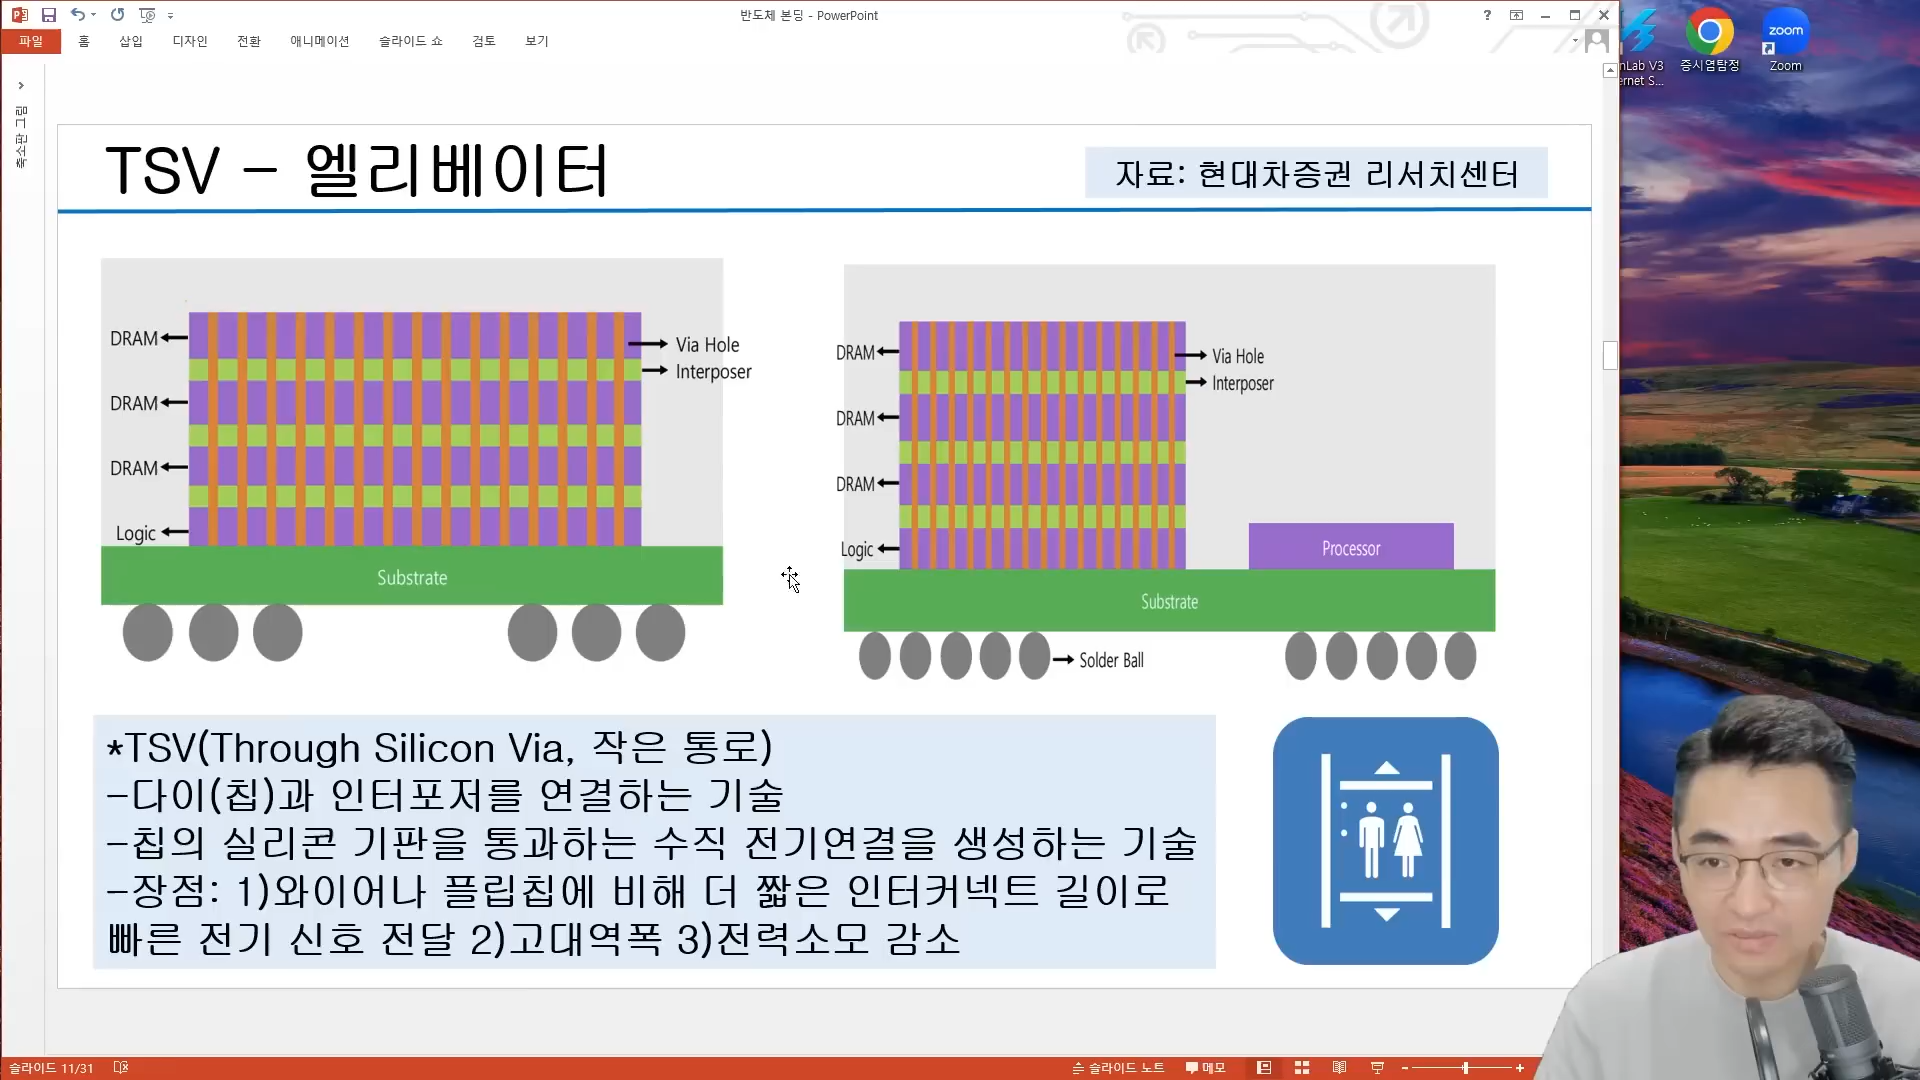 반도체 본딩 - PowerPoint
파일
홈
삽입
디자인
전환
애니메이션
슬라이드 쇼
검토
보기
축소판 그림
TSV – 엘리베이터
자료: 현대차증권 리서치센터
DRAM
DRAM
DRAM
Logic
Via Hole
Interposer
Substrate
DRAM
DRAM
DRAM
Logic
Via Hole
Interposer
Processor
Substrate
Solder Ball
*TSV(Through Silicon Via, 작은 통로)
-다이(칩)과 인터포저를 연결하는 기술
-칩의 실리콘 기판을 통과하는 수직 전기연결을 생성하는 기술
-장점: 1)와이어나 플립칩에 비해 더 짧은 인터커넥트 길이로
빠른 전기 신호 전달 2)고대역폭 3)전력소모 감소
슬라이드 11/31
슬라이드 노트
메모
nLab V3
ernet S...
증시염탐정
zoom
Zoom